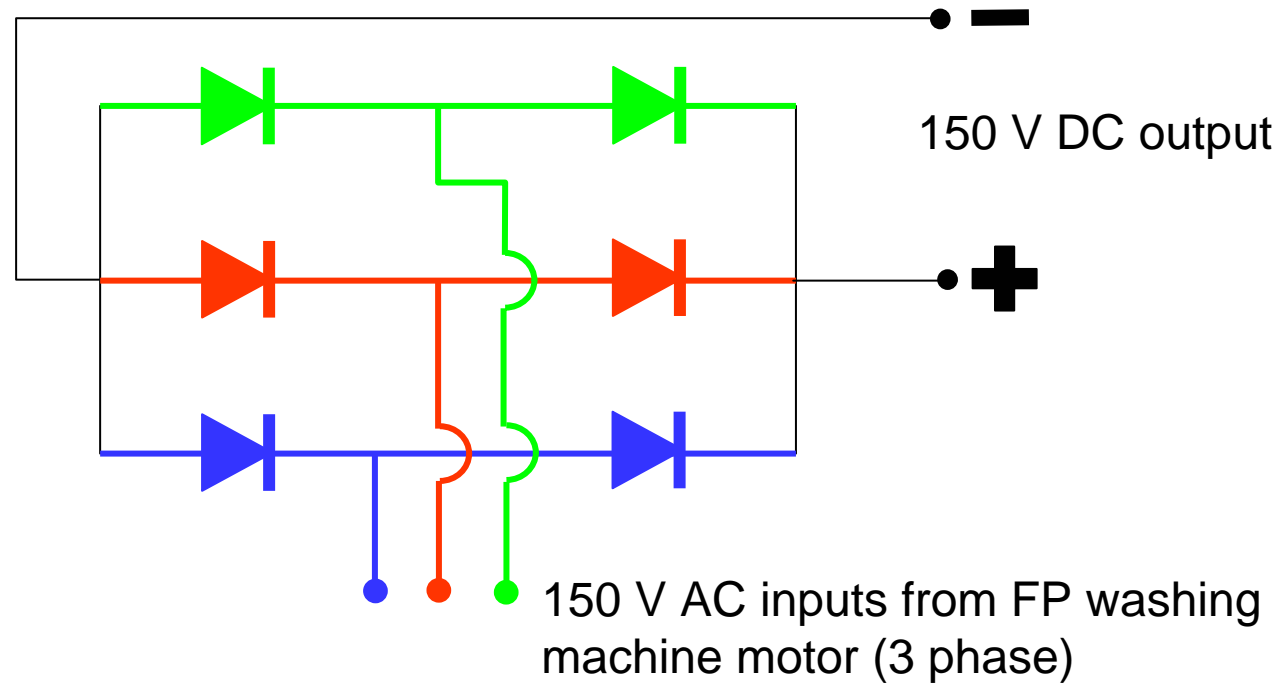 150 V DC output
150 V AC inputs from FP washing
machine motor (3 phase)